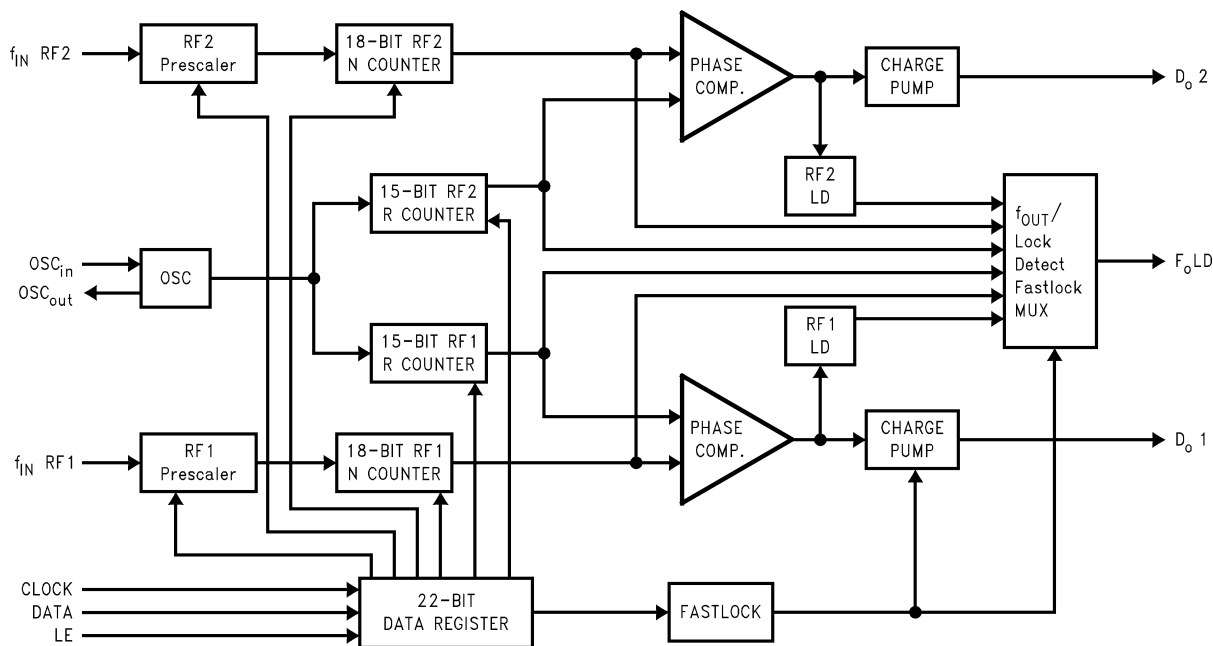 f_IN RF2
RF2
Prescaler
18-BIT RF2
N COUNTER
PHASE
COMP.
CHARGE
PUMP
D_o 2
15-BIT RF2
R COUNTER
RF2
LD
f_OUT/
Lock
Detect
Fastlock
MUX
F_oLD
OSC_in
OSC_out
OSC
15-BIT RF1
R COUNTER
RF1
LD
f_IN RF1
RF1
Prescaler
18-BIT RF1
N COUNTER
PHASE
COMP.
CHARGE
PUMP
D_o 1
CLOCK
DATA
LE
22-BIT
DATA REGISTER
FASTLOCK